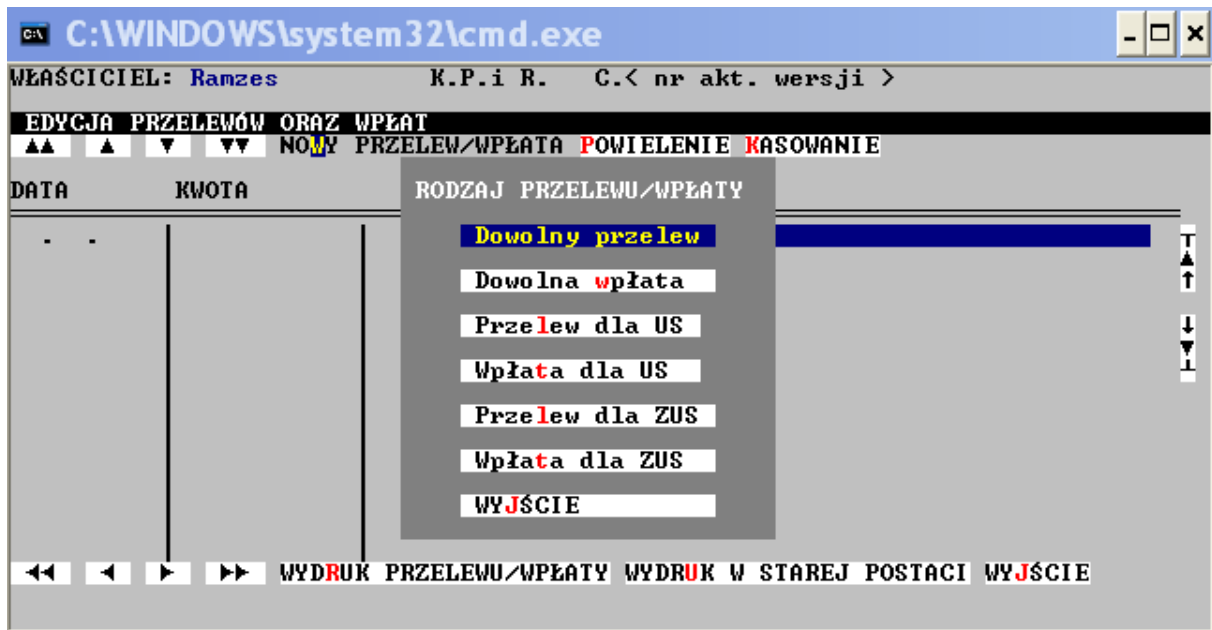 C:\WINDOWS\system32\cmd.exe
WŁAŚCICIEL: Ramzes K.P.i R. C.< nr akt. wersji >
EDYCJA PRZELEWÓW ORAZ WPŁAT
NOWY PRZELEW/WPŁATA POWIELENIE KASOWANIE
DATA KWOTA RODZAJ PRZELEWU/WPŁATY
. . Dowolny przelew
Dowolna wpłata
Przelew dla US
Wpłata dla US
Przelew dla ZUS
Wpłata dla ZUS
WYJŚCIE
WYDRUK PRZELEWU/WPŁATY WYDRUK W STAREJ POSTACI WYJŚCIE